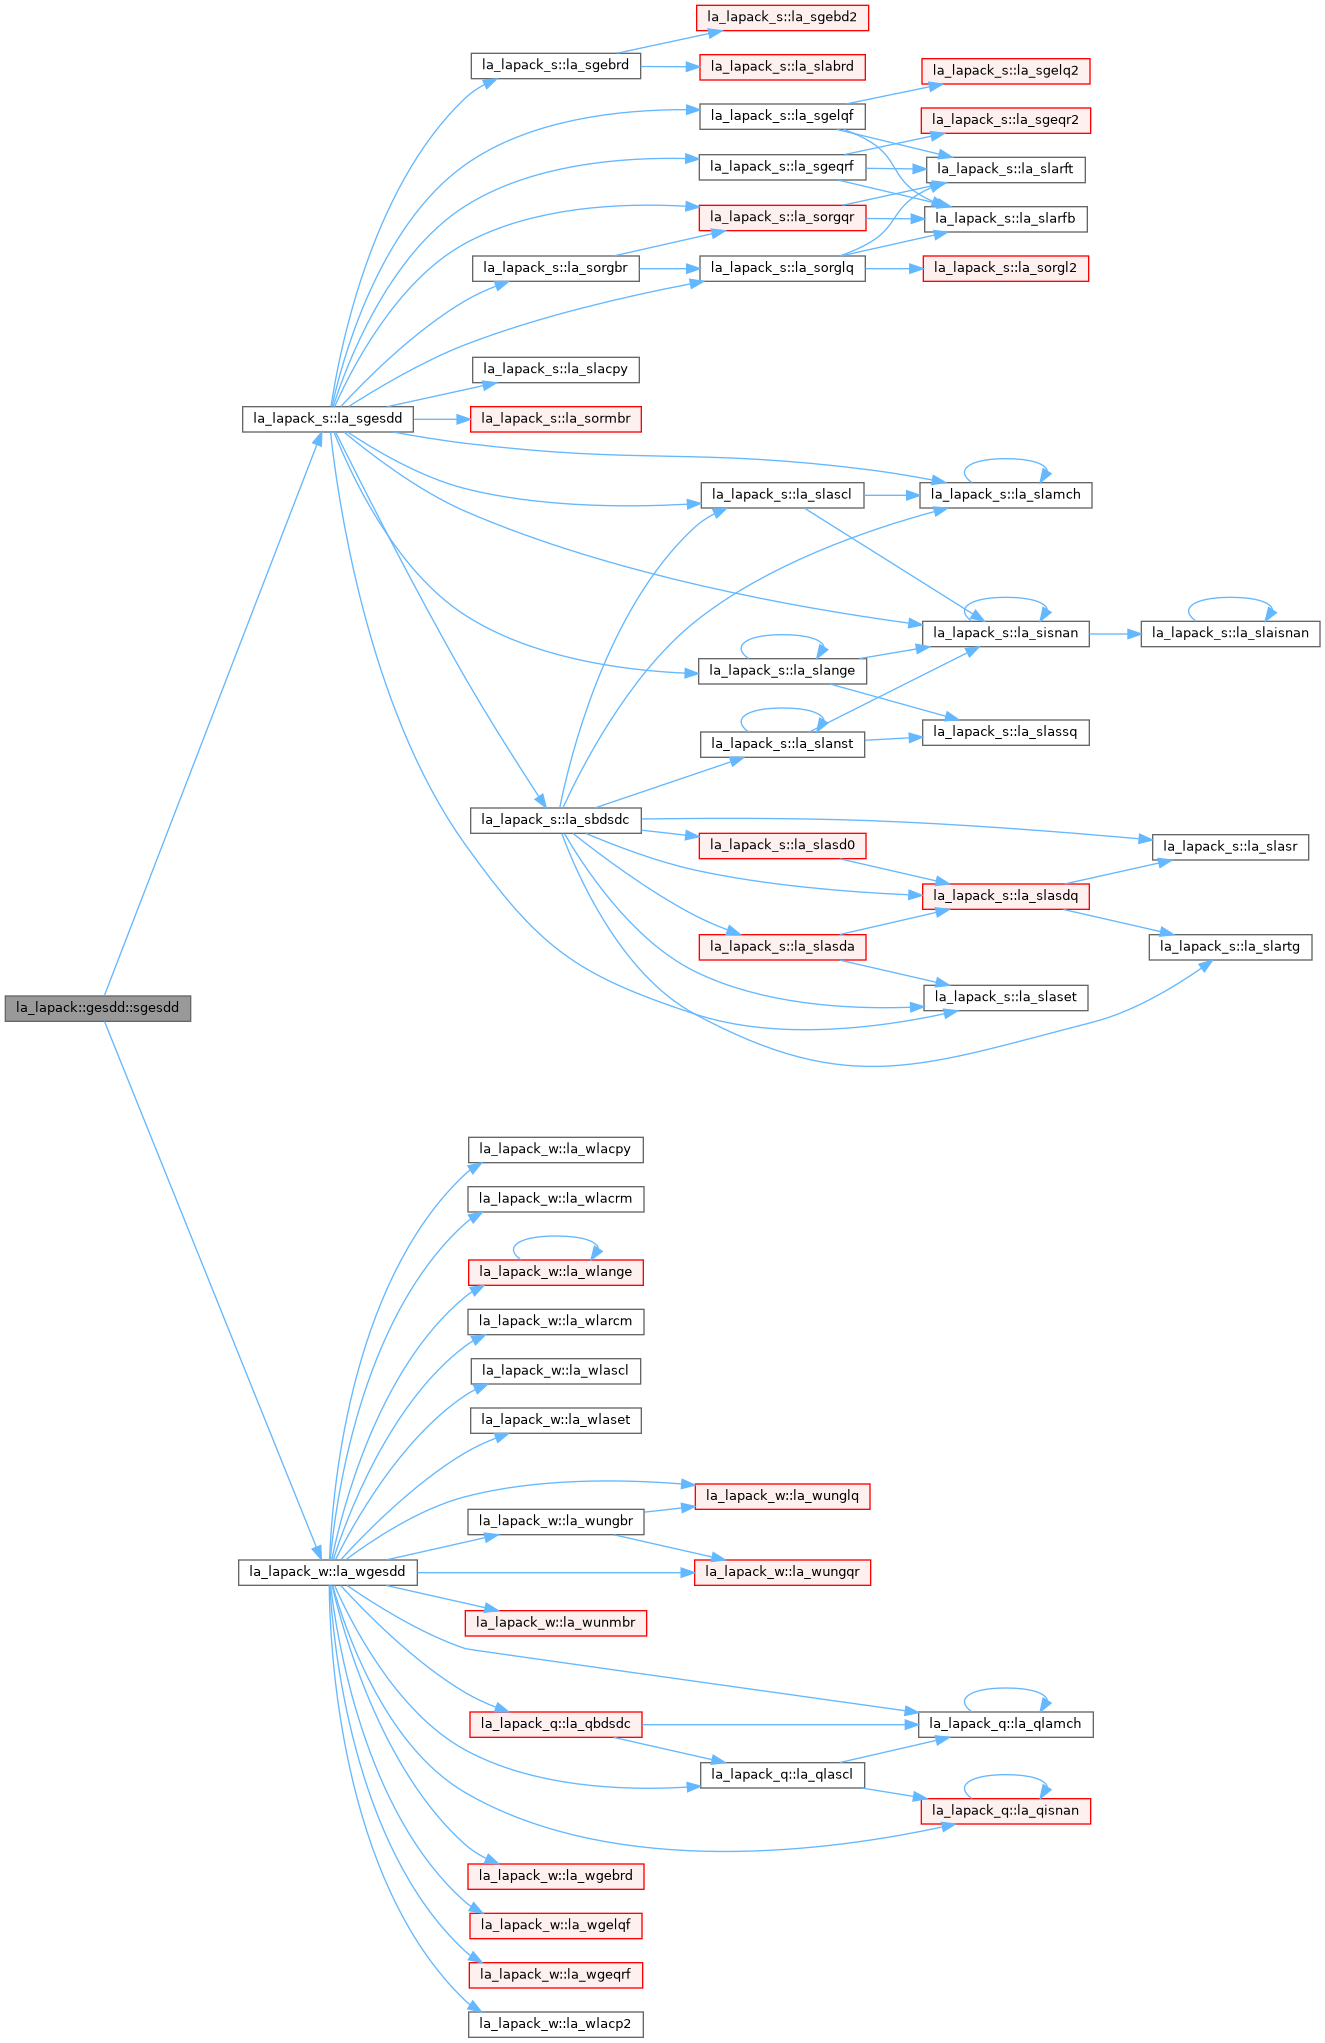 la_lapack_s::la_sgebd2
la_lapack_s::la_sgebrd
la_lapack_s::la_slabrd
la_lapack_s::la_sgelq2
la_lapack_s::la_sgelqf
la_lapack_s::la_sgeqr2
la_lapack_s::la_sgeqrf
la_lapack_s::la_slarft
la_lapack_s::la_sorgqr
la_lapack_s::la_slarfb
la_lapack_s::la_sorgbr
la_lapack_s::la_sorglq
la_lapack_s::la_sorgl2
la_lapack_s::la_slacpy
la_lapack_s::la_sgesdd
la_lapack_s::la_sormbr
la_lapack_s::la_slascl
la_lapack_s::la_slamch
la_lapack_s::la_sisnan
la_lapack_s::la_slaisnan
la_lapack_s::la_slange
la_lapack_s::la_slassq
la_lapack_s::la_slanst
la_lapack_s::la_sbdsdc
la_lapack_s::la_slasd0
la_lapack_s::la_slasr
la_lapack_s::la_slasdq
la_lapack_s::la_slasda
la_lapack_s::la_slartg
la_lapack_s::la_slaset
la_lapack::gesdd::sgesdd
la_lapack_w::la_wlacpy
la_lapack_w::la_wlacrm
la_lapack_w::la_wlange
la_lapack_w::la_wlarcm
la_lapack_w::la_wlascl
la_lapack_w::la_wlaset
la_lapack_w::la_wunglq
la_lapack_w::la_wungbr
la_lapack_w::la_wgesdd
la_lapack_w::la_wungqr
la_lapack_w::la_wunmbr
la_lapack_q::la_qbdsdc
la_lapack_q::la_qlamch
la_lapack_q::la_qlascl
la_lapack_q::la_qisnan
la_lapack_w::la_wgebrd
la_lapack_w::la_wgelqf
la_lapack_w::la_wgeqrf
la_lapack_w::la_wlacp2